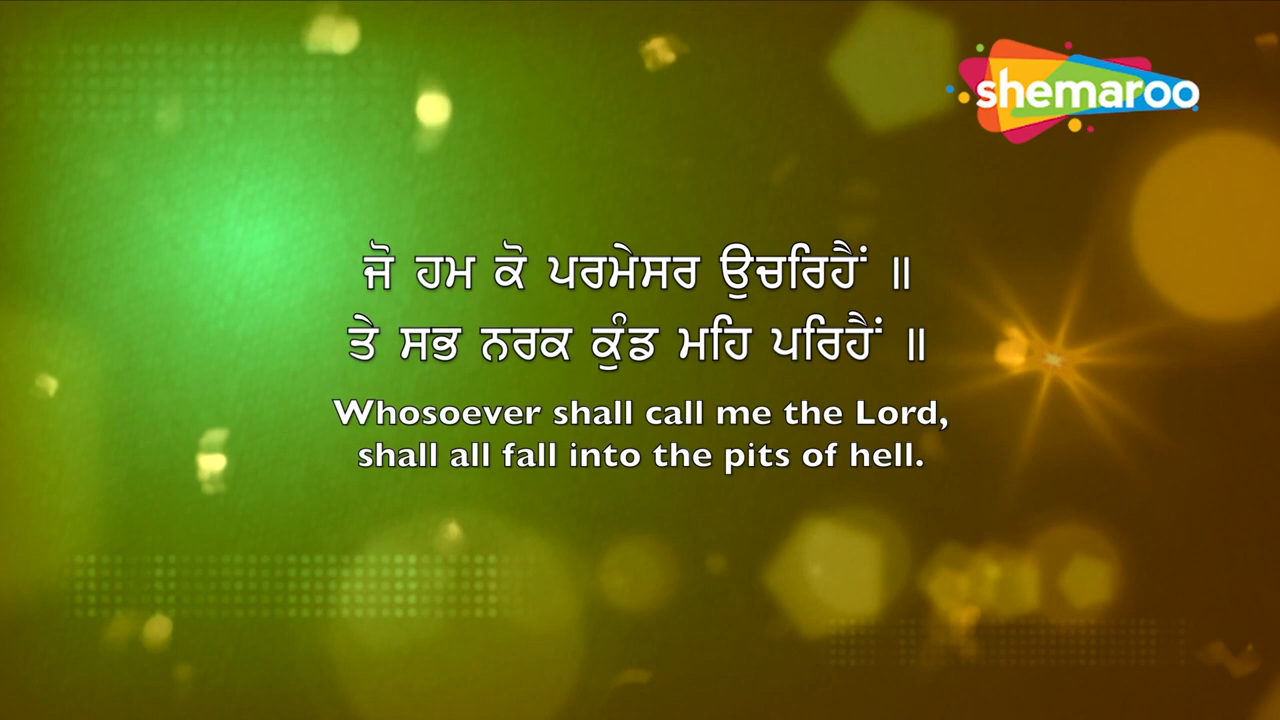 shemaroo
ਜੋ ਹਮ ਕੋ ਪਰਮੇਸਰ ਉਚਰਿਹੈਂ ॥
ਤੇ ਸਭ ਨਰਕ ਕੁੰਡ ਮਹਿ ਪਰਿਹੈਂ ॥
Whosoever shall call me the Lord,
shall all fall into the pits of hell.